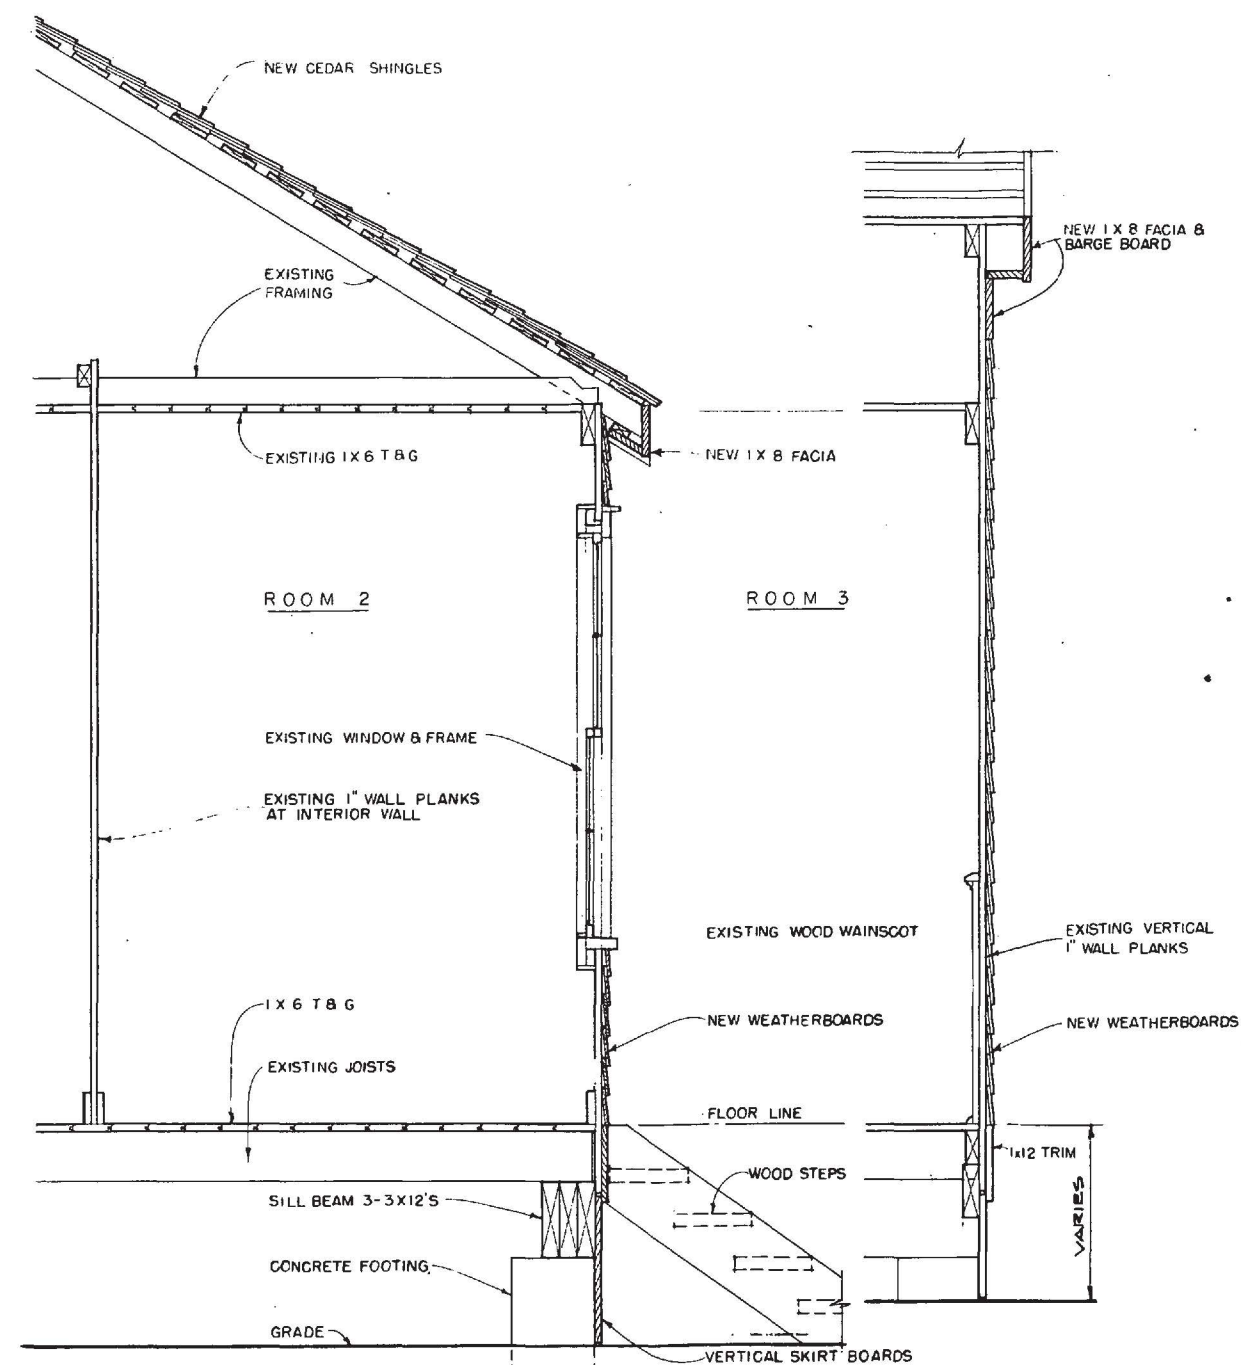 NEW CEDAR SHINGLES
NEW 1 X 8 FACIA &
BARGE BOARD
EXISTING
FRAMING
EXISTING 1 X 6 T & G
NEW 1 X 8 FACIA
ROOM 2
ROOM 3
EXISTING WINDOW & FRAME
EXISTING 1" WALL PLANKS
AT INTERIOR WALL
EXISTING WOOD WAINSCOT
EXISTING VERTICAL
1" WALL PLANKS
1 X 6 T & G
NEW WEATHERBOARDS
NEW WEATHERBOARDS
EXISTING JOISTS
FLOOR LINE
1x12 TRIM
WOOD STEPS
SILL BEAM 3-3X12'S
VARIES
CONCRETE FOOTING
GRADE
VERTICAL SKIRT BOARDS